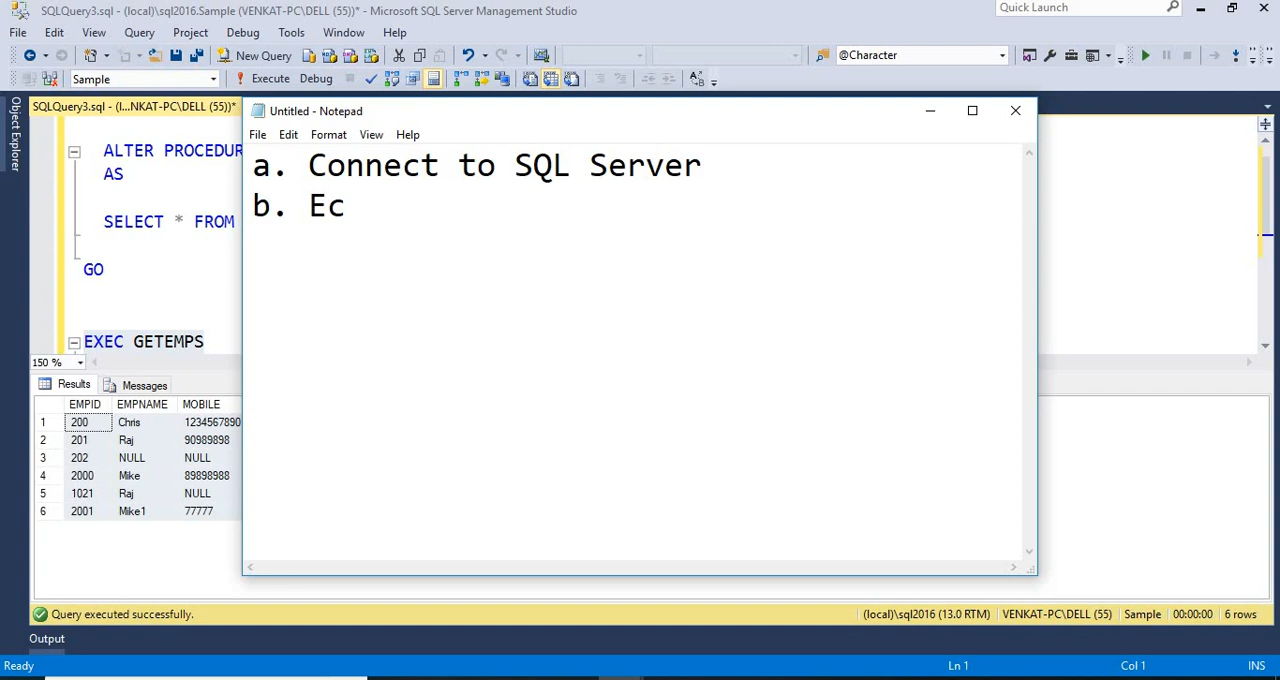 SQLQuery3.sql - (local)\sql2016.Sample (VENKAT-PC\DELL (55))* - Microsoft SQL Server Management Studio
Quick Launch
File Edit View Query Project Debug Tools Window Help
New Query
@Character
Sample
Execute Debug
SQLQuery3.sql - (l...NKAT-PC\DELL (55))*
Object Explorer
Untitled - Notepad
File Edit Format View Help
a. Connect to SQL Server
b. Ec
ALTER PROCEDUR
AS
SELECT * FROM
GO
EXEC GETEMPS
150 %
Results Messages
EMPID EMPNAME MOBILE
1 200 Chris 1234567890
2 201 Raj 90989898
3 202 NULL NULL
4 2000 Mike 89898988
5 1021 Raj NULL
6 2001 Mike1 77777
Query executed successfully.
(local)\sql2016 (13.0 RTM) VENKAT-PC\DELL (55) Sample 00:00:00 6 rows
Output
Ready
Ln 1 Col 1 INS